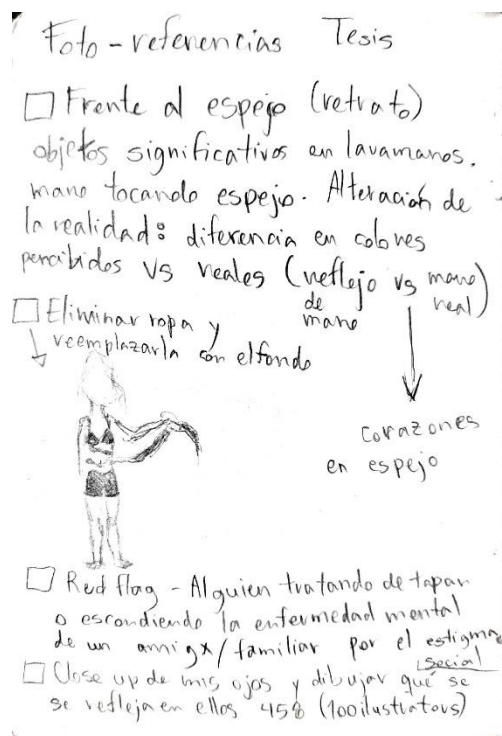 Foto-referencias Tesis
□ Frente al espejo (retrato)
objetos significativos en lavamanos.
mano tocando espejo. Alteración de
la realidad: diferencia en colores
percibidos vs reales (reflejo vs mano
de mano real)
□ Eliminar ropa y
reemplazarla con el fondo
Corazones
en espejo
□ Red flag - Alguien tratando de tapar
o escondiendo la enfermedad mental
de un amigx/familiar por el estigma
social
□ Close up de mis ojos y dibujar qué se
se refleja en ellos 458 (100 ilustrators)